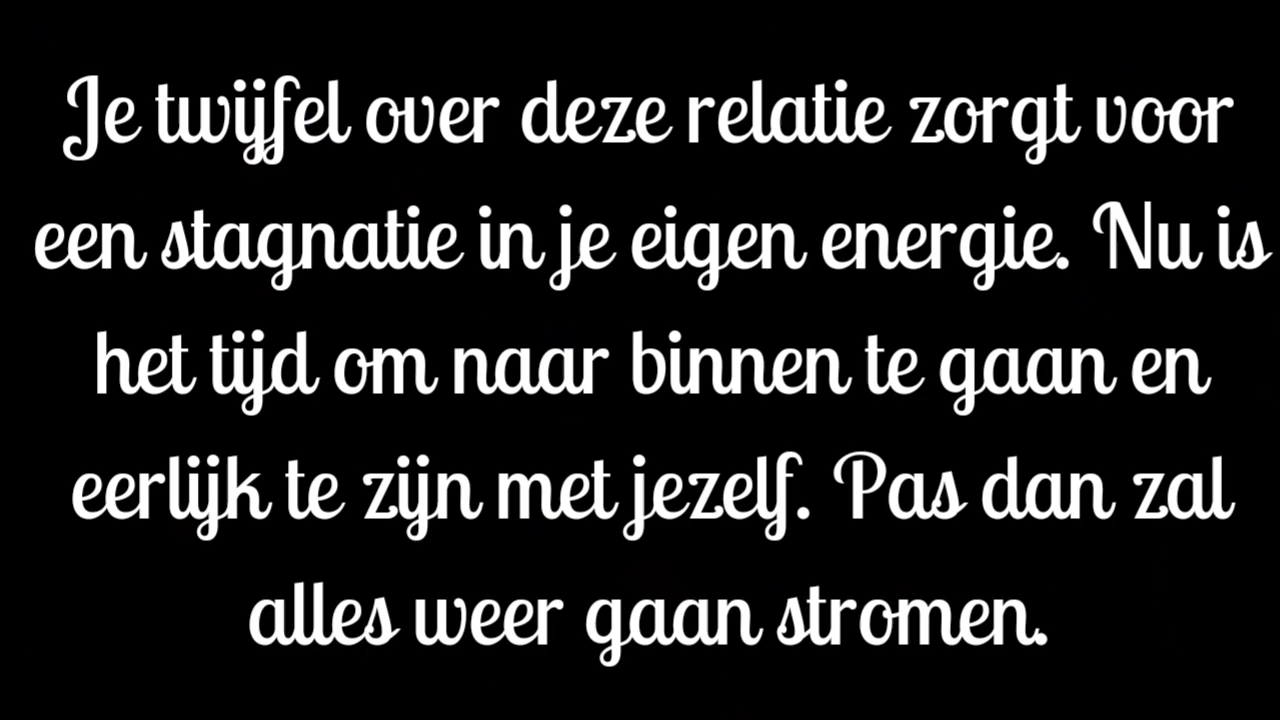 Je twijfel over deze relatie zorgt voor
een stagnatie in je eigen energie. Nu is
het tijd om naar binnen te gaan en
eerlijk te zijn met jezelf. Pas dan zal
alles weer gaan stromen.